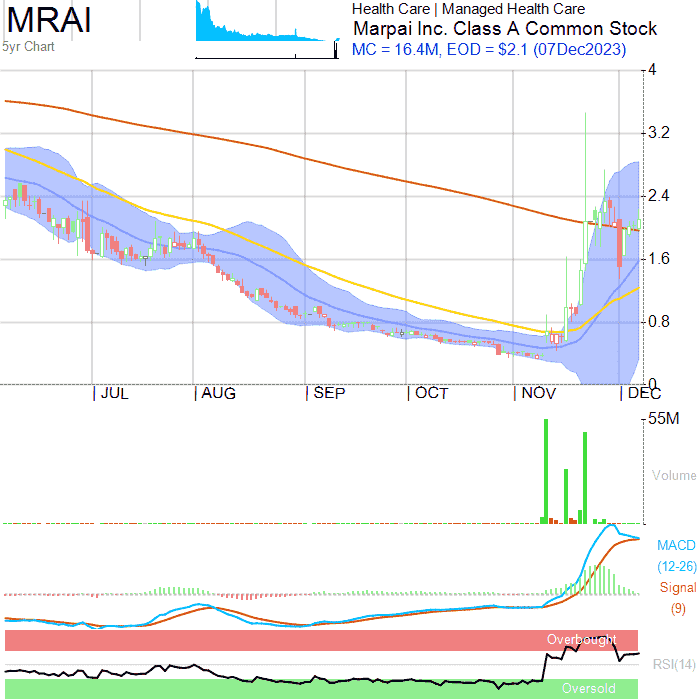 MRAI
5yr Chart
Health Care | Managed Health Care
Marpai Inc. Class A Common Stock
MC = 16.4M, EOD = $2.1 (07Dec2023)
4
3.2
2.4
1.6
0.8
0
JUL AUG SEP OCT NOV DEC
55M
Volume
MACD
(12-26)
Signal
(9)
Overbought
RSI(14)
Oversold